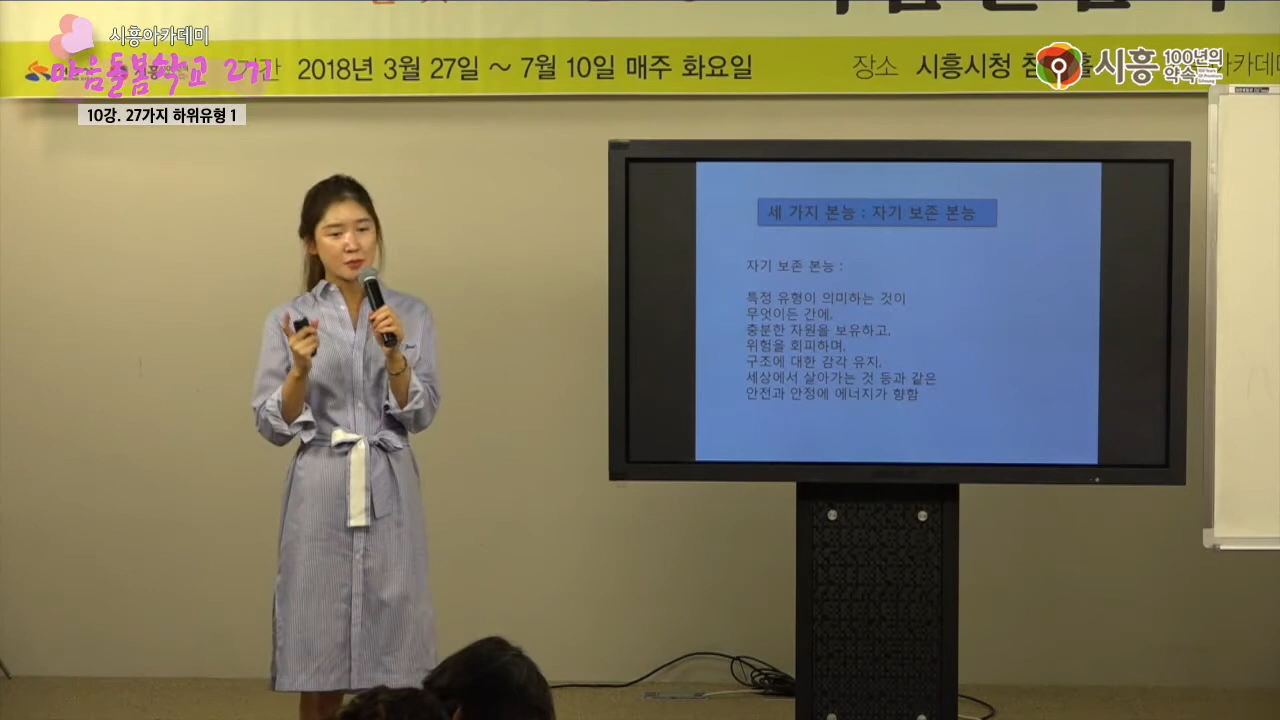 시흥아카데미
마음돌봄학교 2기
10강. 27가지 하위유형 1
2018년 3월 27일 ~ 7월 10일 매주 화요일
장소 시흥시청
시흥 100년의 약속
세 가지 본능 : 자기 보존 본능
자기 보존 본능 :
특정 유형이 의미하는 것이
무엇이든 간에,
충분한 자원을 보유하고,
위험을 회피하며,
구조에 대한 감각 유지,
세상에서 살아가는 것 등과 같은
안전과 안정에 에너지가 향함